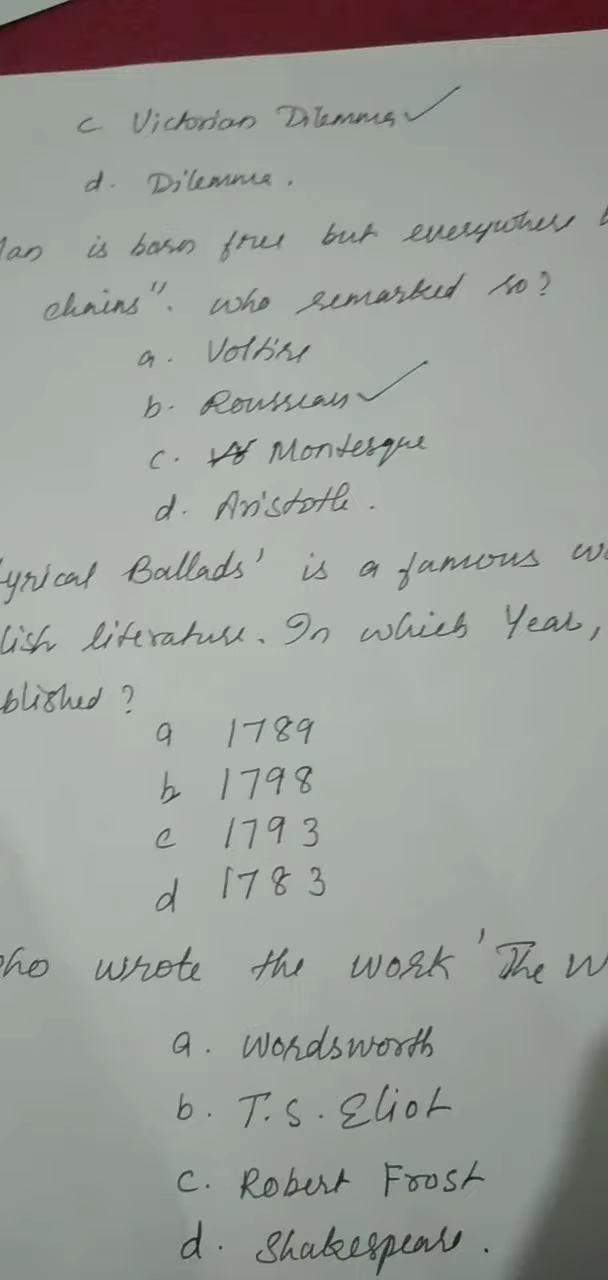 c. Victorian Dilemma ✓
d. Dilemma.
is born free but everywhere
chains". who remarked so?
a. Voltire
b. Rousseau ✓
c. Montesque
d. Aristotle.
yrical Ballads' is a famous
lish literature. In which Year,
blished?
a 1789
b 1798
c 1793
d 1783
ho wrote the work 'The W
a. Wordsworth
b. T.S. Eliot
c. Robert Frost
d. Shakespeare.